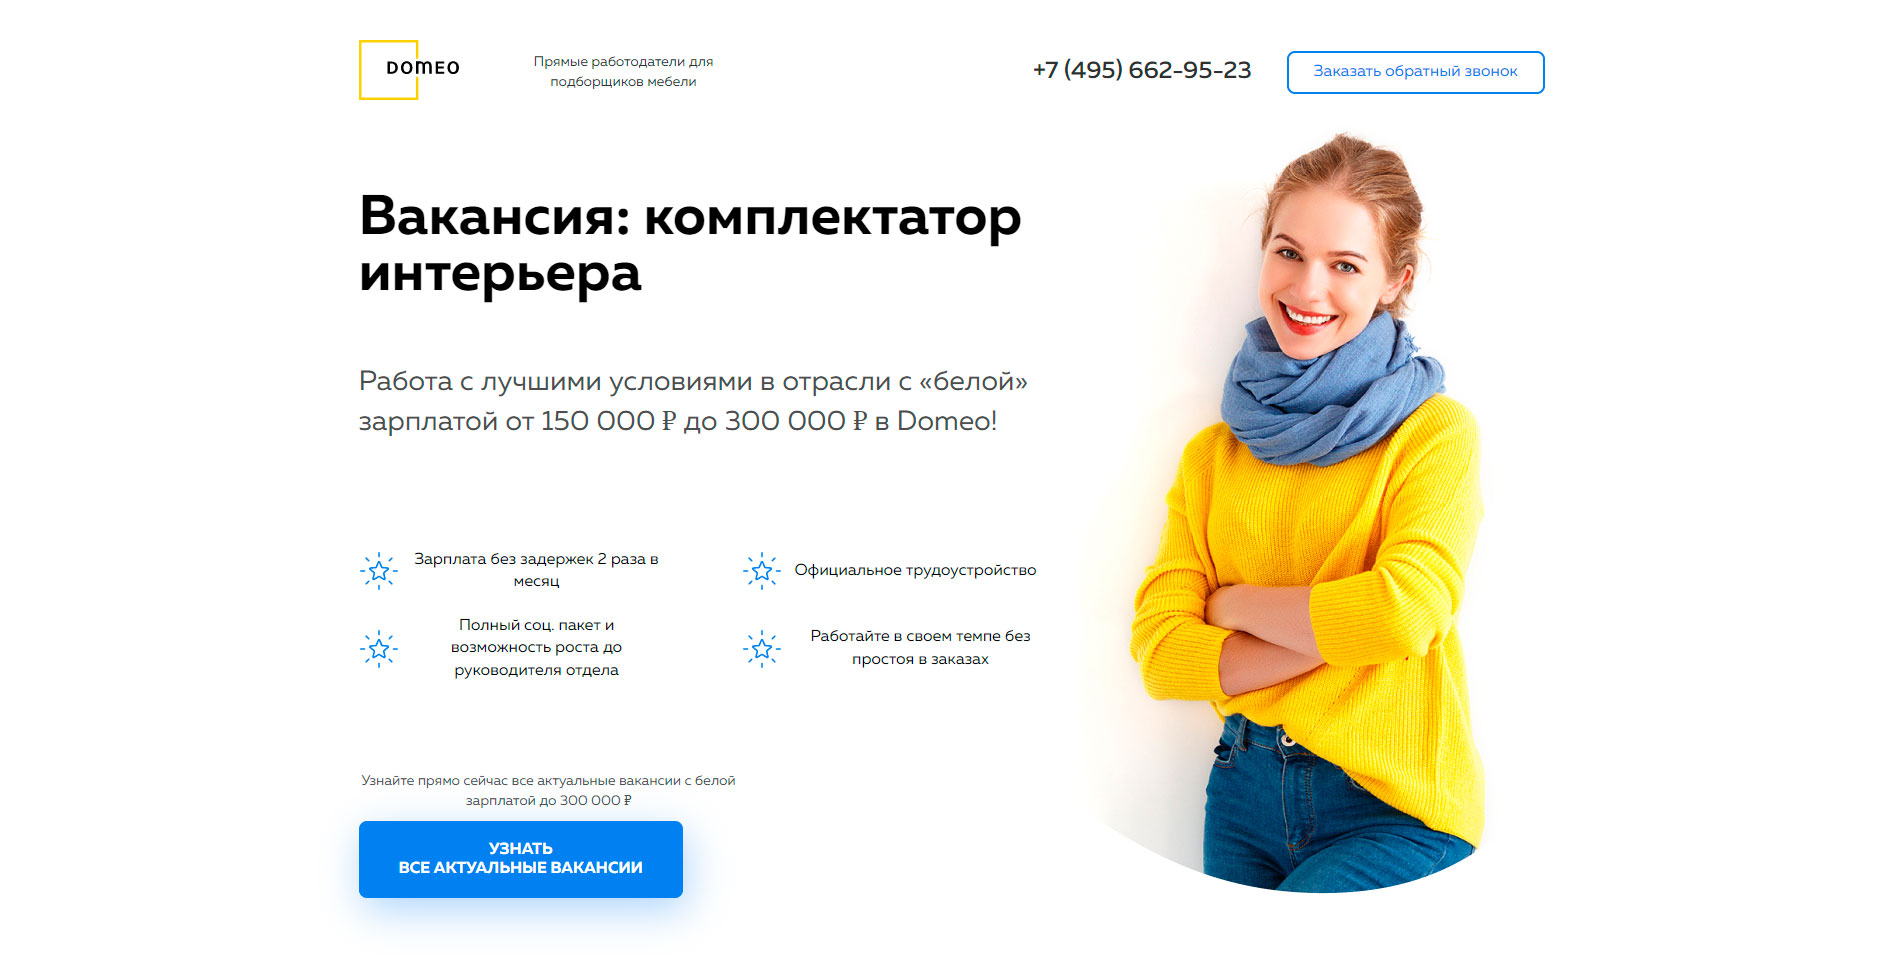 DOMEO
Прямые работодатели для
подборщиков мебели
+7 (495) 662-95-23
Заказать обратный звонок
Вакансия: комплектатор
интерьера
Работа с лучшими условиями в отрасли с «белой»
зарплатой от 150 000 ₽ до 300 000 ₽ в Domeo!
Зарплата без задержек 2 раза в
месяц
Официальное трудоустройство
Полный соц. пакет и
возможность роста до
руководителя отдела
Работайте в своем темпе без
простоя в заказах
Узнайте прямо сейчас все актуальные вакансии с белой
зарплатой до 300 000 ₽
УЗНАТЬ
ВСЕ АКТУАЛЬНЫЕ ВАКАНСИИ